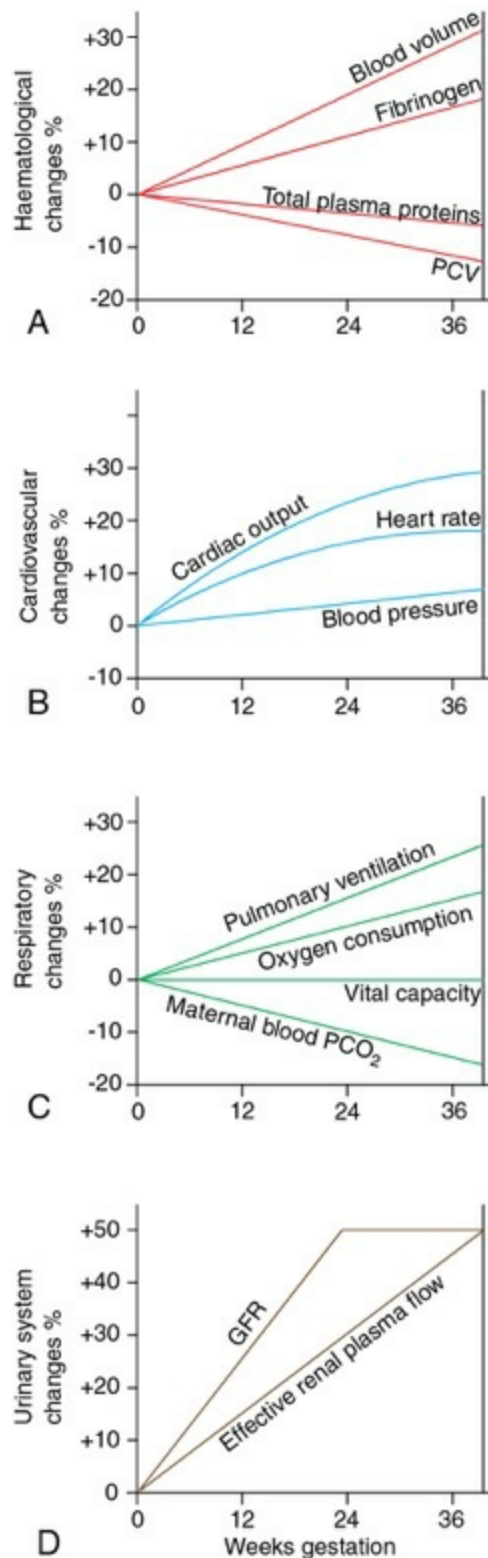 Haematological
changes %
+30
+20
+10
0
-10
-20
Blood volume
Fibrinogen
Total plasma proteins
PCV
A
0 12 24 36
Cardiovascular
changes %
+30
+20
+10
0
-10
Cardiac output
Heart rate
Blood pressure
B
0 12 24 36
Respiratory
changes %
+30
+20
+10
0
-10
-20
Pulmonary ventilation
Oxygen consumption
Vital capacity
Maternal blood PCO₂
C
0 12 24 36
Urinary system
changes %
+50
+40
+30
+20
+10
0
GFR
Effective renal plasma flow
D
0 12 24 36
Weeks gestation